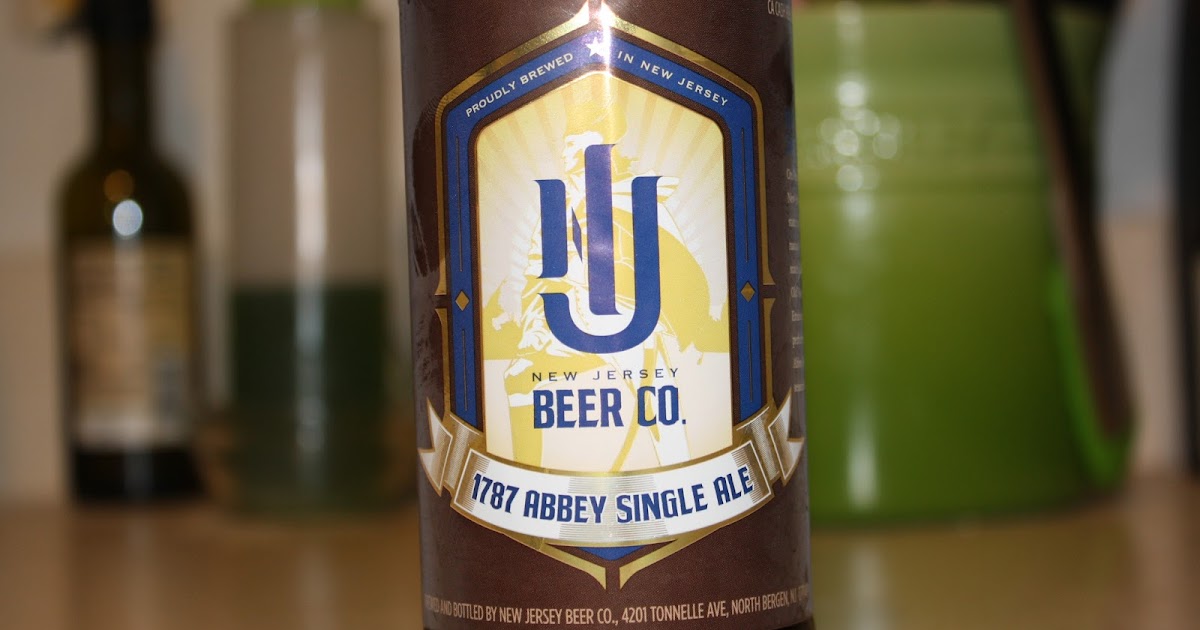 PROUDLY BREWED ★ IN NEW JERSEY
NJ
NEW JERSEY
BEER CO.
1787 ABBEY SINGLE ALE
AND BOTTLED BY NEW JERSEY BEER CO., 4201 TONNELLE AVE, NORTH BERGEN, NJ